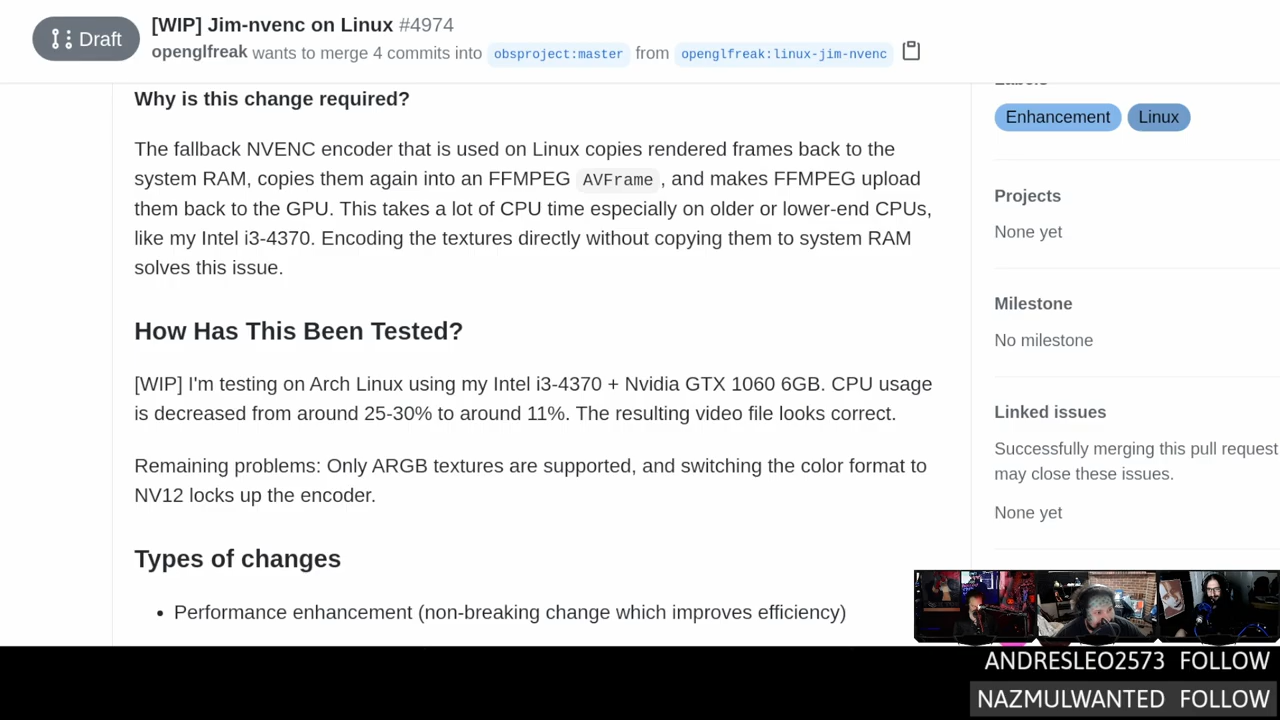 Draft
[WIP] Jim-nvenc on Linux #4974
openglfreak wants to merge 4 commits into obsproject:master from openglfreak:linux-jim-nvenc
Why is this change required?
The fallback NVENC encoder that is used on Linux copies rendered frames back to the
system RAM, copies them again into an FFMPEG AVFrame, and makes FFMPEG upload
them back to the GPU. This takes a lot of CPU time especially on older or lower-end CPUs,
like my Intel i3-4370. Encoding the textures directly without copying them to system RAM
solves this issue.
How Has This Been Tested?
[WIP] I'm testing on Arch Linux using my Intel i3-4370 + Nvidia GTX 1060 6GB. CPU usage
is decreased from around 25-30% to around 11%. The resulting video file looks correct.
Remaining problems: Only ARGB textures are supported, and switching the color format to
NV12 locks up the encoder.
Types of changes
• Performance enhancement (non-breaking change which improves efficiency)
Enhancement Linux
Projects
None yet
Milestone
No milestone
Linked issues
Successfully merging this pull request
may close these issues.
None yet
ANDRESLEO2573 FOLLOW
NAZMULWANTED FOLLOW